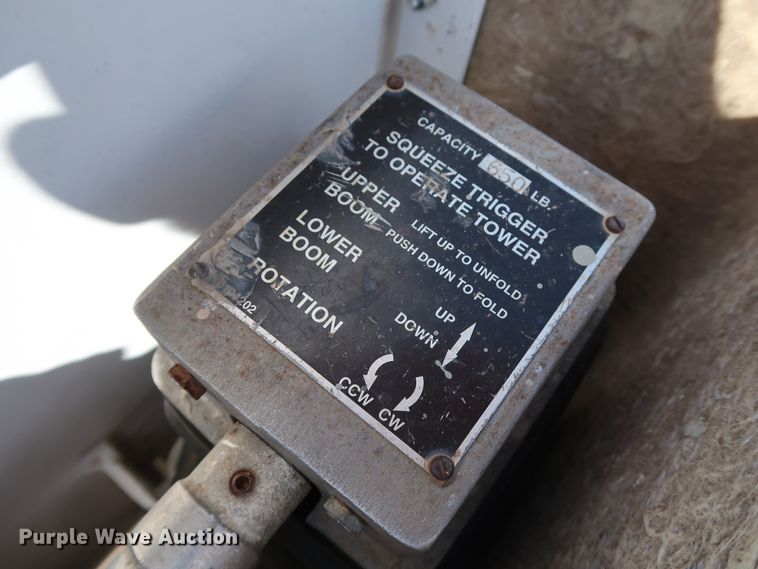 CAPACITY 650 LB.
SQUEEZE TRIGGER
TO OPERATE TOWER
UPPER
BOOM
LIFT UP TO UNFOLD
PUSH DOWN TO FOLD
LOWER
BOOM
UP
DOWN
ROTATION
CCW CW
202
Purple Wave Auction